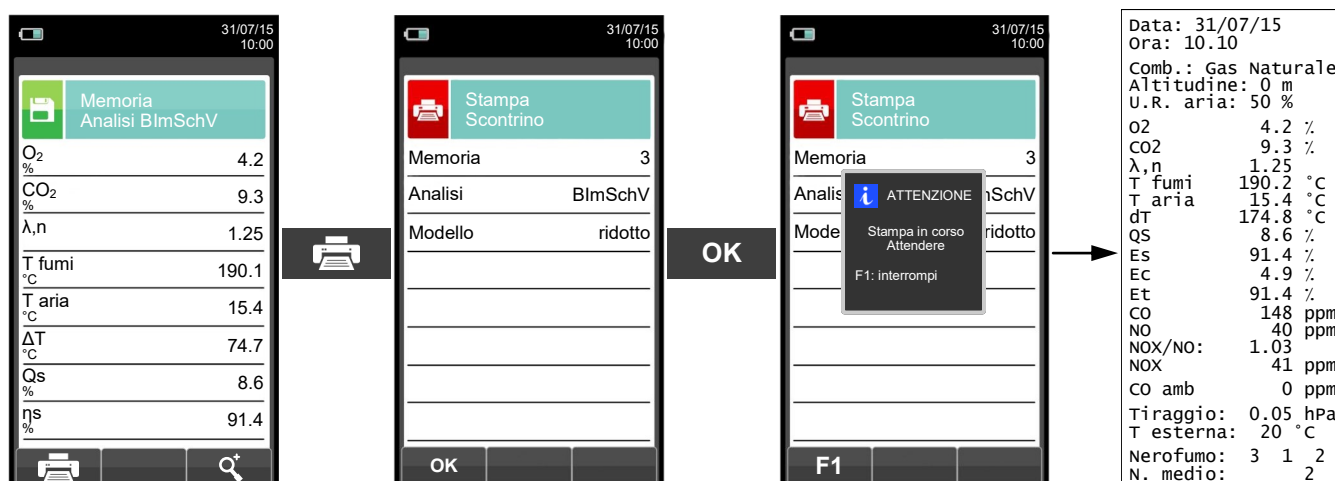 31/07/15
10:00
Memoria
Analisi BImSchV
O₂
% 4.2
CO₂
% 9.3
λ,n 1.25
T fumi
°C 190.1
T aria
°C 15.4
ΔT
°C 74.7
Qs
% 8.6
ηs
% 91.4
31/07/15
10:00
Stampa
Scontrino
Memoria 3
Analisi BImSchV
Modello ridotto
OK
OK
31/07/15
10:00
Stampa
Scontrino
Memoria 3
Analis mSchV
Mode ridotto
i ATTENZIONE
Stampa in corso
Attendere
F1: interrompi
F1
Data: 31/07/15
Ora: 10.10
Comb.: Gas Naturale
Altitudine: 0 m
U.R. aria: 50 %
O2 4.2 %
CO2 9.3 %
λ,n 1.25
T fumi 190.2 °C
T aria 15.4 °C
dT 174.8 °C
QS 8.6 %
Es 91.4 %
Ec 4.9 %
Et 91.4 %
CO 148 ppm
NO 40 ppm
NOX/NO: 1.03
NOX 41 ppm
CO amb 0 ppm
Tiraggio: 0.05 hPa
T esterna: 20 °C
Nerofumo: 3 1 2
N. medio: 2